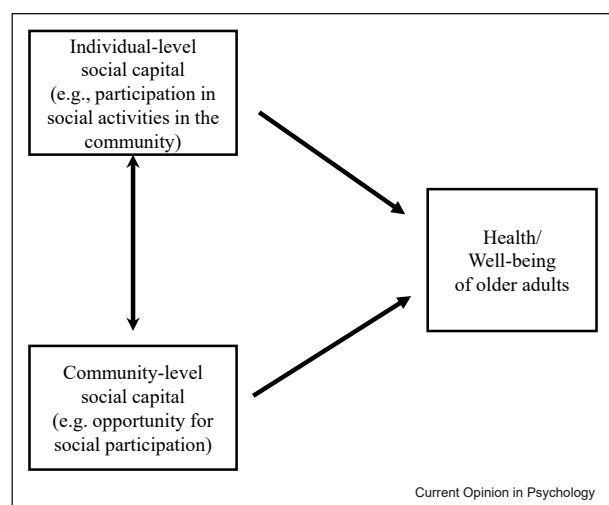 Individual-level
social capital
(e.g., participation in
social activities in the
community)
Health/
Well-being
of older adults
Community-level
social capital
(e.g. opportunity for
social participation)
Current Opinion in Psychology